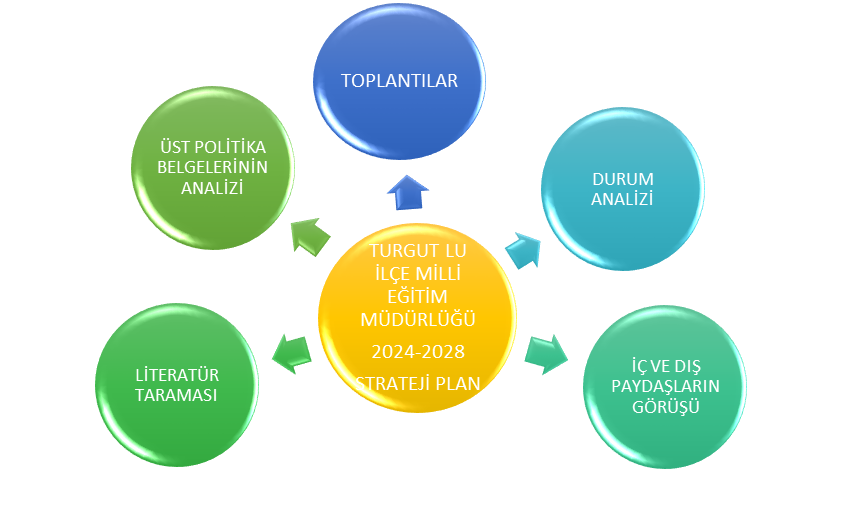 TOPLANTILAR
ÜST POLİTİKA
BELGELERİNİN
ANALİZİ
DURUM
ANALİZİ
TURGUT LU
İLÇE MİLLİ
EĞİTİM
MÜDÜRLÜĞÜ
2024-2028
STRATEJİ PLAN
LİTERATÜR
TARAMASI
İÇ VE DIŞ
PAYDAŞLARIN
GÖRÜŞÜ